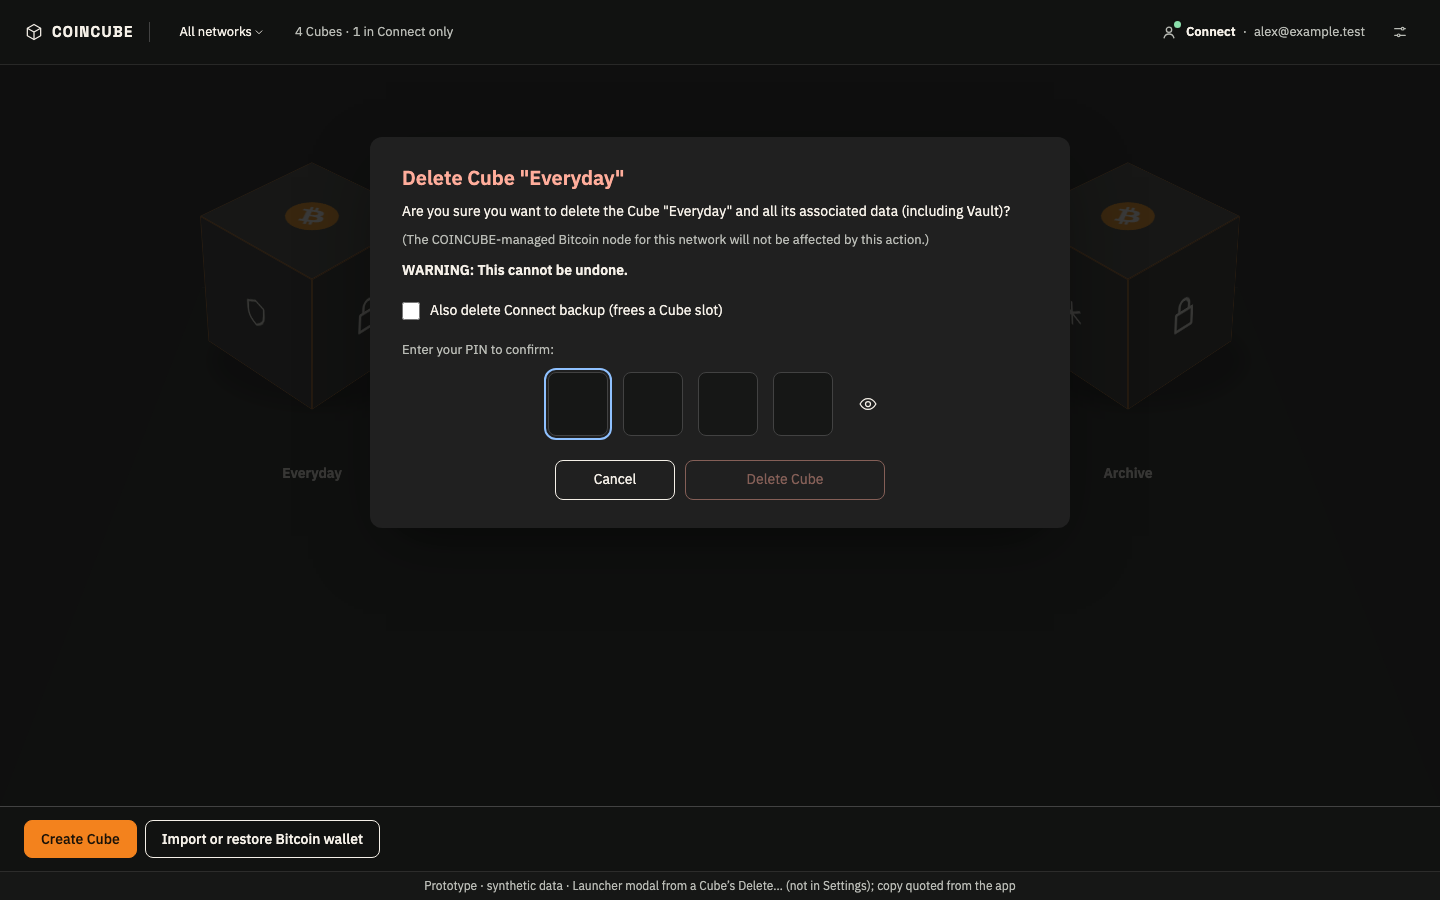 COINCUBE
All networks
4 Cubes · 1 in Connect only
Connect · alex@example.test
Delete Cube "Everyday"
Are you sure you want to delete the Cube "Everyday" and all its associated data (including Vault)?
(The COINCUBE-managed Bitcoin node for this network will not be affected by this action.)
WARNING: This cannot be undone.
Also delete Connect backup (frees a Cube slot)
Enter your PIN to confirm:
Cancel
Delete Cube
Everyday
Archive
Create Cube
Import or restore Bitcoin wallet
Prototype · synthetic data · Launcher modal from a Cube’s Delete… (not in Settings); copy quoted from the app